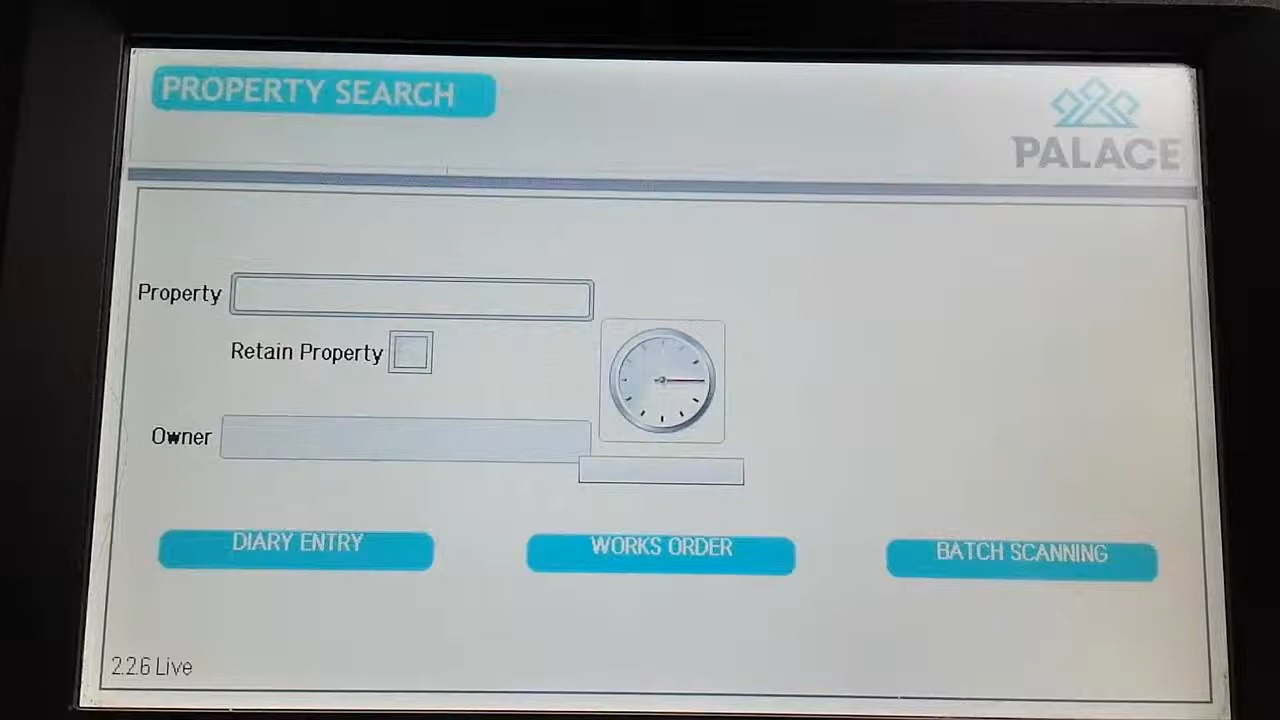 PROPERTY SEARCH
PALACE
Property
Retain Property
Owner
DIARY ENTRY
WORKS ORDER
BATCH SCANNING
2.2.6 Live